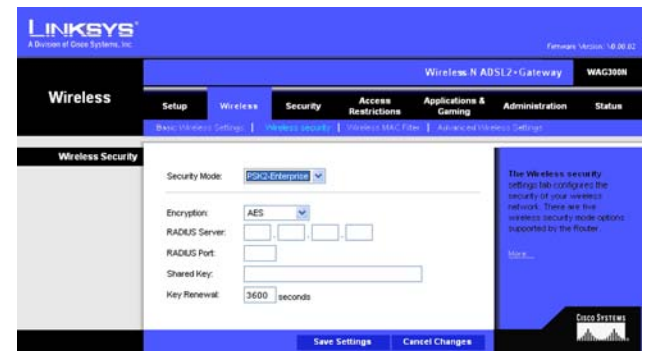 LINKSYS®
A Division of Cisco Systems, Inc.
Firmware Version: 1.0.00.02
Wireless-N ADSL2+Gateway WAG300N
Wireless
Setup Wireless Security Access Restrictions Applications & Gaming Administration Status
Basic Wireless Settings | Wireless security | Wireless MAC Filter | Advanced Wireless Settings
Wireless Security
Security Mode: PSK2-Enterprise
Encryption: AES
RADIUS Server: . . .
RADIUS Port:
Shared Key:
Key Renewal: 3600 seconds
The Wireless security
settings tab configures the
security of your wireless
network. There are five
wireless security mode options
supported by the Router.
More...
CISCO SYSTEMS
Save Settings Cancel Changes